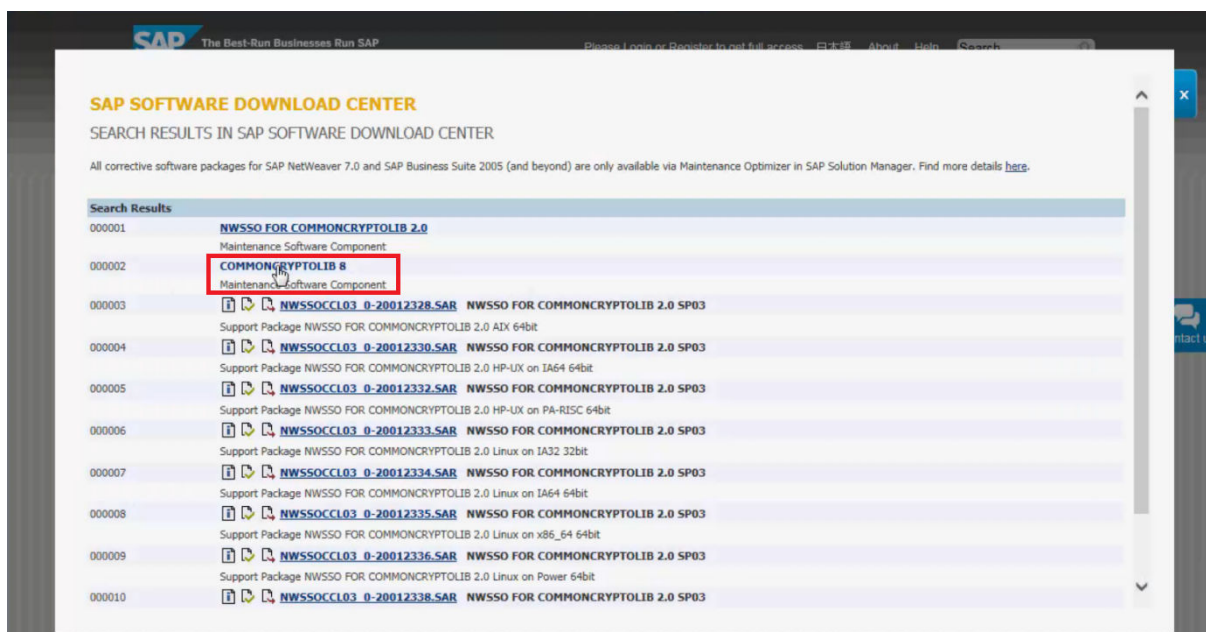 SAP The Best-Run Businesses Run SAP
Please Login or Register to get full access 日本語 About Help Search
x
SAP SOFTWARE DOWNLOAD CENTER
SEARCH RESULTS IN SAP SOFTWARE DOWNLOAD CENTER
All corrective software packages for SAP NetWeaver 7.0 and SAP Business Suite 2005 (and beyond) are only available via Maintenance Optimizer in SAP Solution Manager. Find more details here.
Search Results
000001 NWSSO FOR COMMONCRYPTOLIB 2.0
Maintenance Software Component
000002 COMMONCRYPTOLIB 8
Maintenance Software Component
000003 NWSSOCCL03_0-20012328.SAR NWSSO FOR COMMONCRYPTOLIB 2.0 SP03
Support Package NWSSO FOR COMMONCRYPTOLIB 2.0 AIX 64bit
000004 NWSSOCCL03_0-20012330.SAR NWSSO FOR COMMONCRYPTOLIB 2.0 SP03
Support Package NWSSO FOR COMMONCRYPTOLIB 2.0 HP-UX on IA64 64bit
000005 NWSSOCCL03_0-20012332.SAR NWSSO FOR COMMONCRYPTOLIB 2.0 SP03
Support Package NWSSO FOR COMMONCRYPTOLIB 2.0 HP-UX on PA-RISC 64bit
000006 NWSSOCCL03_0-20012333.SAR NWSSO FOR COMMONCRYPTOLIB 2.0 SP03
Support Package NWSSO FOR COMMONCRYPTOLIB 2.0 Linux on IA32 32bit
000007 NWSSOCCL03_0-20012334.SAR NWSSO FOR COMMONCRYPTOLIB 2.0 SP03
Support Package NWSSO FOR COMMONCRYPTOLIB 2.0 Linux on IA64 64bit
000008 NWSSOCCL03_0-20012335.SAR NWSSO FOR COMMONCRYPTOLIB 2.0 SP03
Support Package NWSSO FOR COMMONCRYPTOLIB 2.0 Linux on x86_64 64bit
000009 NWSSOCCL03_0-20012336.SAR NWSSO FOR COMMONCRYPTOLIB 2.0 SP03
Support Package NWSSO FOR COMMONCRYPTOLIB 2.0 Linux on Power 64bit
000010 NWSSOCCL03_0-20012338.SAR NWSSO FOR COMMONCRYPTOLIB 2.0 SP03
ntact u